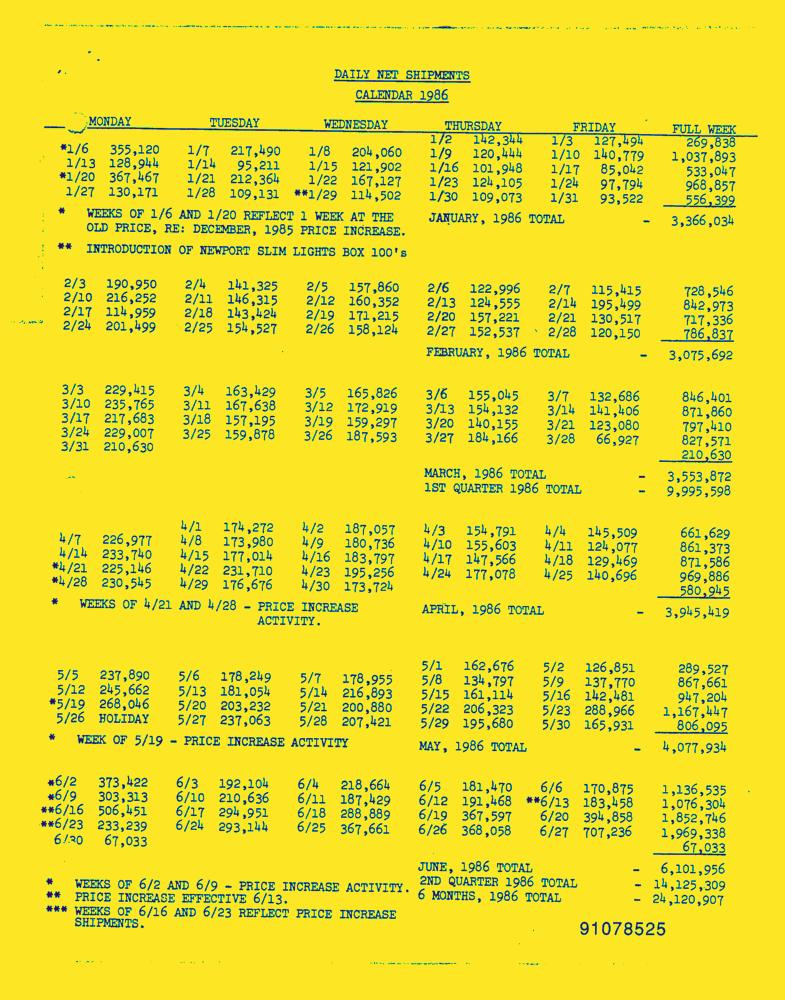 DAILY NET SHIPMENTS
CALENDAR 1986
MONDAY TUESDAY WEDNESDAY THURSDAY FRIDAY FULL WEEK
1/2 142,344 1/3 127,494 269,838
*1/6 355,120 1/7 217,490 1/8 204,060 1/9 120,444 1/10 140,779 1,037,893
1/13 128,944 1/14 95,211 1/15 121,902 1/16 101,948 1/17 85,042 533,047
*1/20 367,467 1/21 212,364 1/22 167,127 1/23 124,105 1/24 97,794 968,857
1/27 130,171 1/28 109,131 **1/29 114,502 1/30 109,073 1/31 93,522 556,399
* WEEKS OF 1/6 AND 1/20 REFLECT 1 WEEK AT THE JANUARY, 1986 TOTAL - 3,366,034
OLD PRICE, RE: DECEMBER, 1985 PRICE INCREASE.
** INTRODUCTION OF NEWPORT SLIM LIGHTS BOX 100's
2/3 190,950 2/4 141,325 2/5 157,860 2/6 122,996 2/7 115,415 728,546
2/10 216,252 2/11 146,315 2/12 160,352 2/13 124,555 2/14 195,499 842,973
2/17 114,959 2/18 143,424 2/19 171,215 2/20 157,221 2/21 130,517 717,336
2/24 201,499 2/25 154,527 2/26 158,124 2/27 152,537 2/28 120,150 786,837
FEBRUARY, 1986 TOTAL - 3,075,692
3/3 229,415 3/4 163,429 3/5 165,826 3/6 155,045 3/7 132,686 846,401
3/10 235,765 3/11 167,638 3/12 172,919 3/13 154,132 3/14 141,406 871,860
3/17 217,683 3/18 157,195 3/19 159,297 3/20 140,155 3/21 123,080 797,410
3/24 229,007 3/25 159,878 3/26 187,593 3/27 184,166 3/28 66,927 827,571
3/31 210,630 210,630
MARCH, 1986 TOTAL - 3,553,872
1ST QUARTER 1986 TOTAL - 9,995,598
4/1 174,272 4/2 187,057 4/3 154,791 4/4 145,509 661,629
4/7 226,977 4/8 173,980 4/9 180,736 4/10 155,603 4/11 124,077 861,373
4/14 233,740 4/15 177,014 4/16 183,797 4/17 147,566 4/18 129,469 871,586
*4/21 225,146 4/22 231,710 4/23 195,256 4/24 177,078 4/25 140,696 969,886
*4/28 230,545 4/29 176,676 4/30 173,724 580,945
* WEEKS OF 4/21 AND 4/28 - PRICE INCREASE APRIL, 1986 TOTAL - 3,945,419
ACTIVITY.
5/1 162,676 5/2 126,851 289,527
5/5 237,890 5/6 178,249 5/7 178,955 5/8 134,797 5/9 137,770 867,661
5/12 245,662 5/13 181,054 5/14 216,893 5/15 161,114 5/16 142,481 947,204
*5/19 268,046 5/20 203,232 5/21 200,880 5/22 206,323 5/23 288,966 1,167,447
5/26 HOLIDAY 5/27 237,063 5/28 207,421 5/29 195,680 5/30 165,931 806,095
* WEEK OF 5/19 - PRICE INCREASE ACTIVITY MAY, 1986 TOTAL - 4,077,934
*6/2 373,422 6/3 192,104 6/4 218,664 6/5 181,470 6/6 170,875 1,136,535
*6/9 303,313 6/10 210,636 6/11 187,429 6/12 191,468 **6/13 183,458 1,076,304
**6/16 506,451 6/17 294,951 6/18 288,889 6/19 367,597 6/20 394,858 1,852,746
**6/23 233,239 6/24 293,144 6/25 367,661 6/26 368,058 6/27 707,236 1,969,338
6/30 67,033 67,033
JUNE, 1986 TOTAL - 6,101,956
* WEEKS OF 6/2 AND 6/9 - PRICE INCREASE ACTIVITY. 2ND QUARTER 1986 TOTAL - 14,125,309
** PRICE INCREASE EFFECTIVE 6/13. 6 MONTHS, 1986 TOTAL - 24,120,907
*** WEEKS OF 6/16 AND 6/23 REFLECT PRICE INCREASE
SHIPMENTS.
91078525